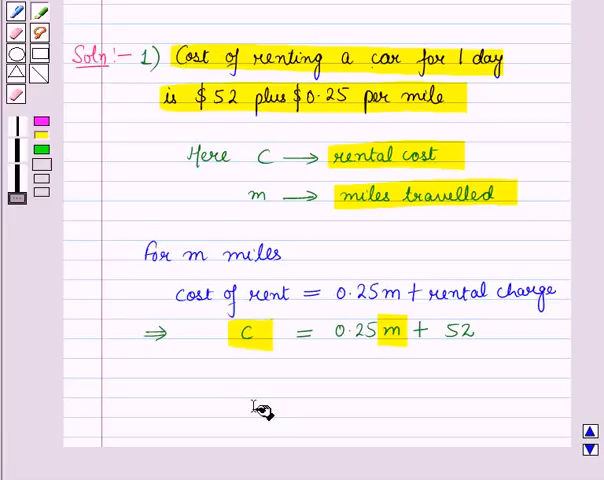 Soln:- 1) Cost of renting a car for 1 day
is $52 plus $0.25 per mile
Here C → rental cost
m → miles travelled
For m miles
cost of rent = 0.25m + rental charge
⇒ C = 0.25m + 52